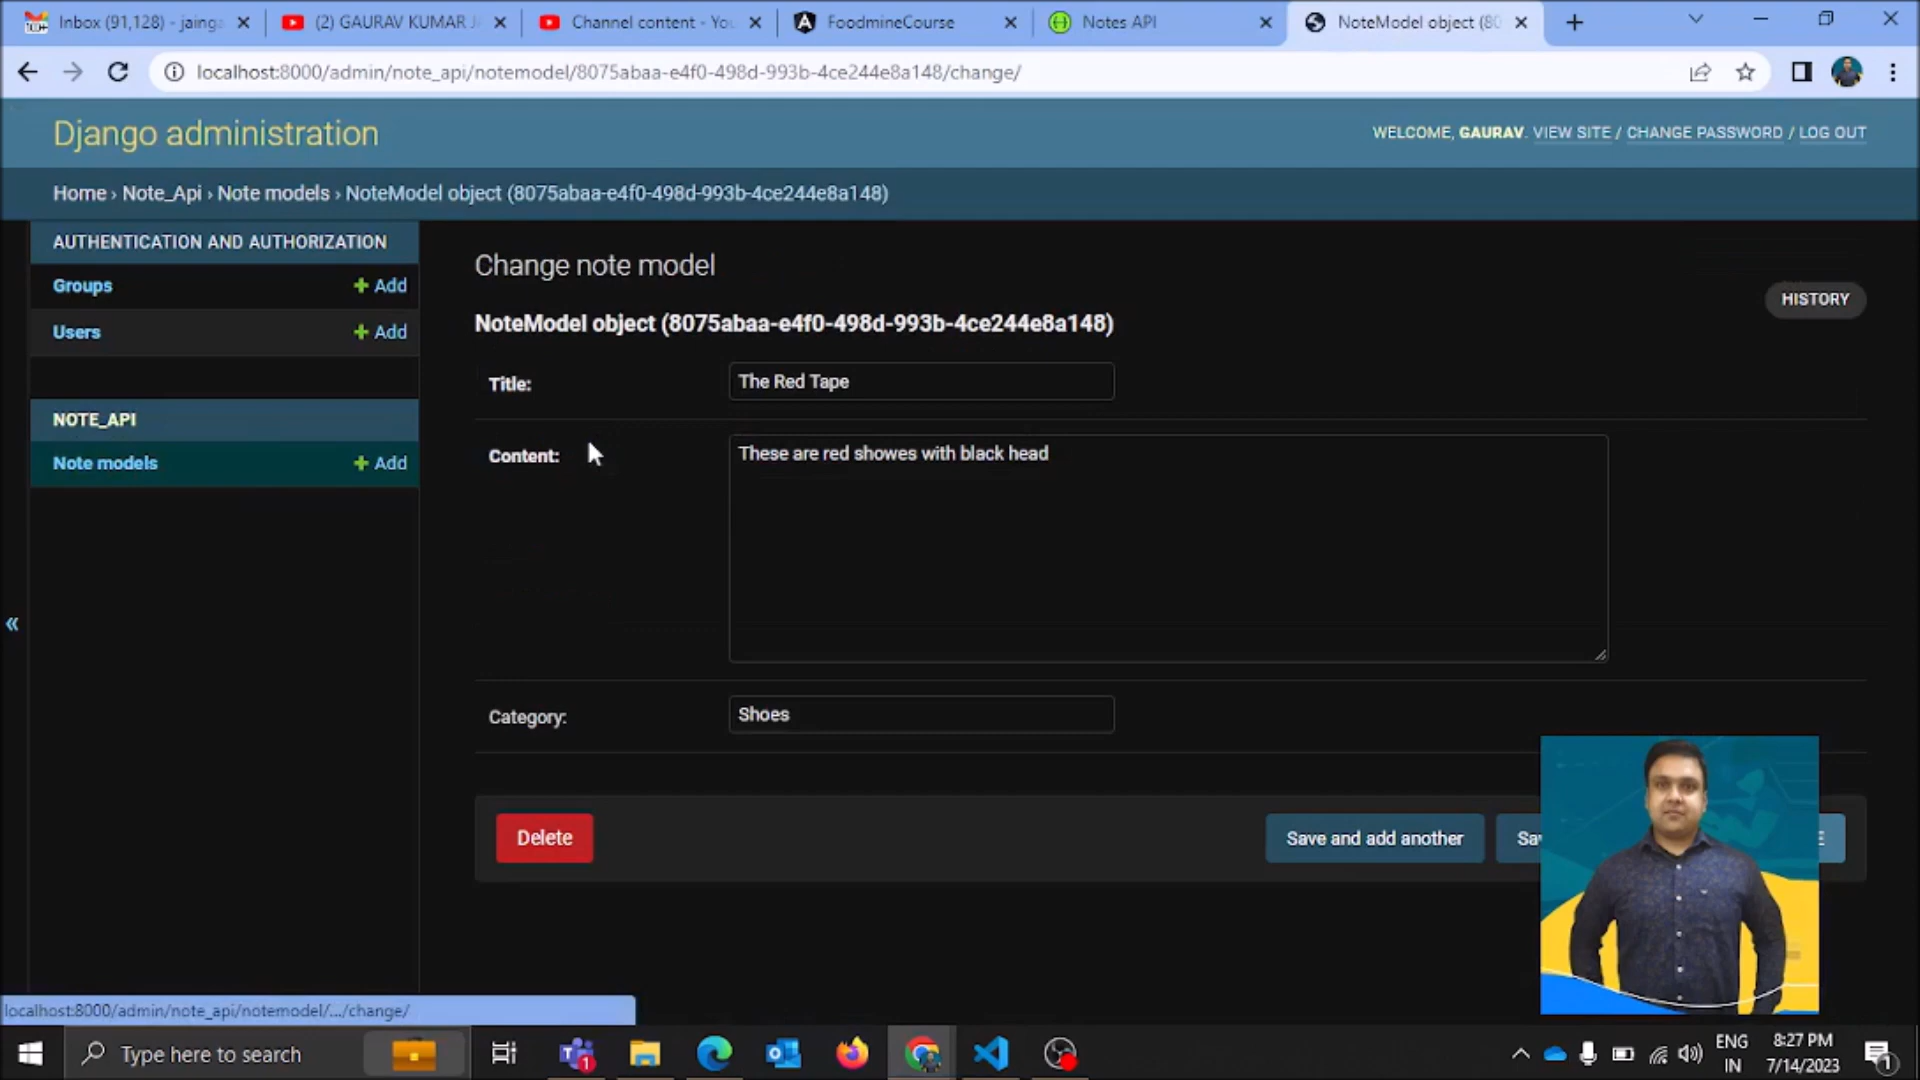 Inbox (91,128) - jainga
(2) GAURAV KUMAR J
Channel content - You
FoodmineCourse
Notes API
NoteModel object (80
localhost:8000/admin/note_api/notemodel/8075abaa-e4f0-498d-993b-4ce244e8a148/change/
Django administration
WELCOME, GAURAV. VIEW SITE / CHANGE PASSWORD / LOG OUT
Home › Note_Api › Note models › NoteModel object (8075abaa-e4f0-498d-993b-4ce244e8a148)
AUTHENTICATION AND AUTHORIZATION
Groups + Add
Users + Add
NOTE_API
Note models + Add
«
Change note model
HISTORY
NoteModel object (8075abaa-e4f0-498d-993b-4ce244e8a148)
Title: The Red Tape
Content: These are red showes with black head
Category: Shoes
Delete
Save and add another
Sa
E
localhost:8000/admin/note_api/notemodel/.../change/
Type here to search
1
ENG
IN
8:27 PM
7/14/2023
1